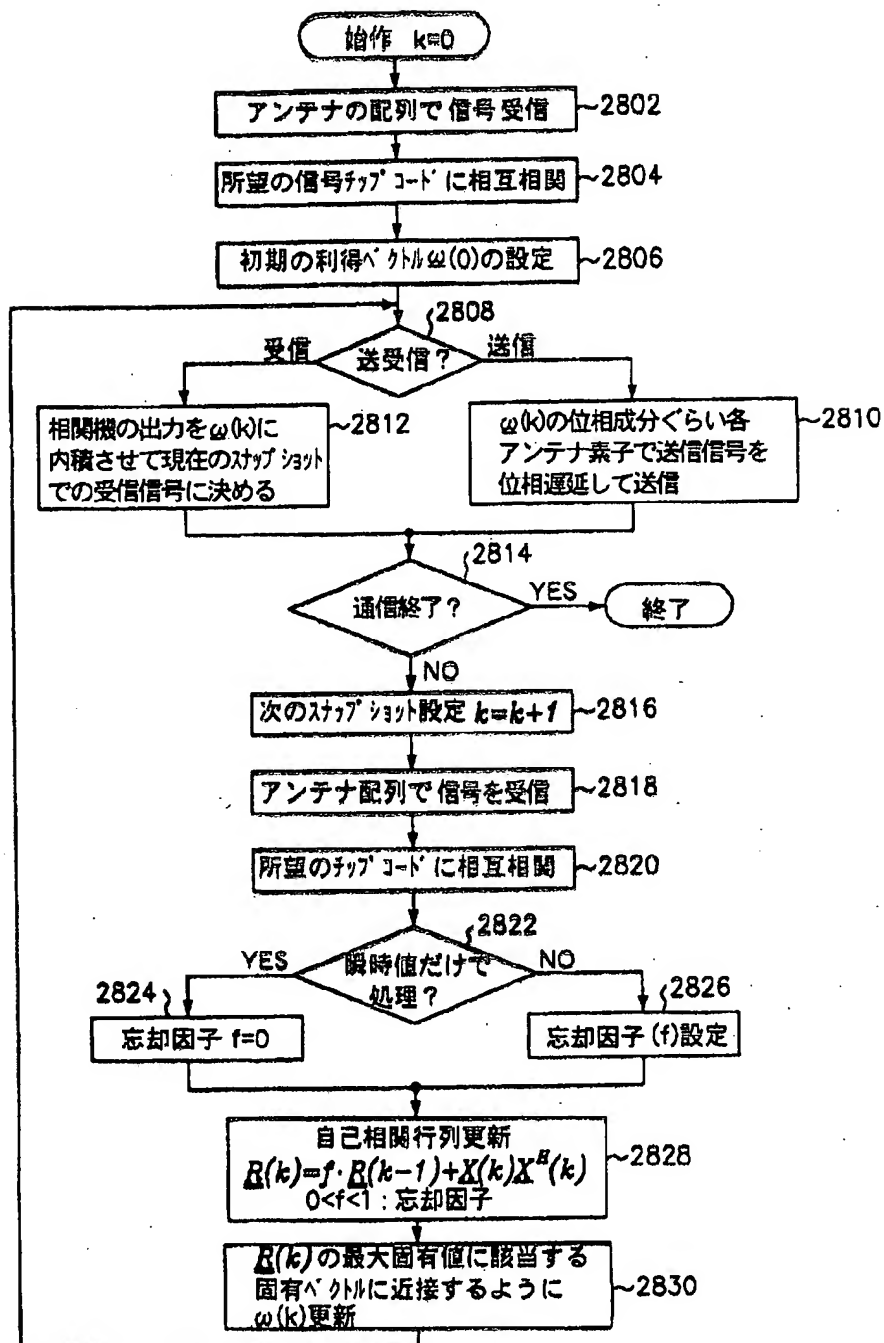 始作 k=0
アンテナの配列で信号受信
~2802
所望の信号チップコードに相互相関
~2804
初期の利得ベクトルω(0)の設定
~2806
2808
受信
送受信?
送信
相関機の出力をω(k)に
内積させて現在のスナップショット
での受信信号に決める
~2812
ω(k)の位相成分ぐらい各
アンテナ素子で送信信号を
位相遅延して送信
2810
2814
通信終了?
YES
終了
NO
次のスナップショット設定 k=k+1
~2816
アンテナ配列で信号を受信
~2818
所望のチップコードに相互相関
~2820
2822
YES
瞬時値だけで
処理?
NO
2824
忘却因子 f=0
2826
忘却因子(f)設定
自己相関行列更新
R(k)=f·R(k-1)+X(k)Xᴴ(k)
0<f<1:忘却因子
~2828
R(k)の最大固有値に該当する
固有ベクトルに近接するように
ω(k)更新
~2830